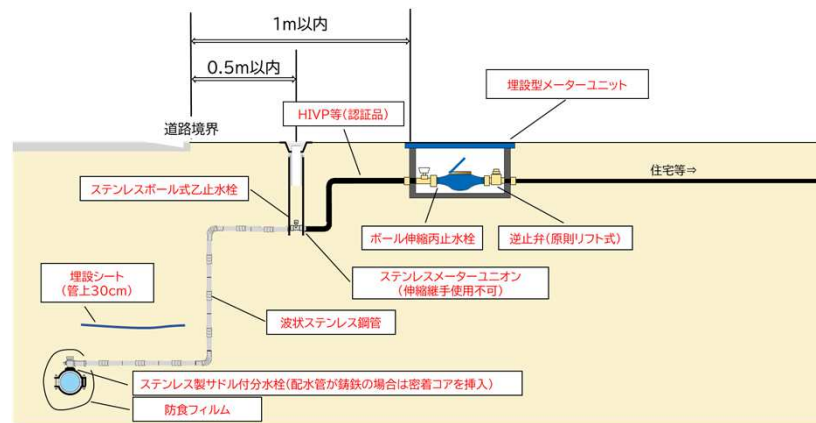 1m以内
0.5m以内
埋設型メーターユニット
HIVP等(認証品)
道路境界
住宅等⇒
ステンレスボール式乙止水栓
ボール伸縮丙止水栓
逆止弁(原則リフト式)
埋設シート
(管上30cm)
ステンレスメーターユニオン
(伸縮継手使用不可)
波状ステンレス鋼管
ステンレス製サドル付分水栓(配水管が鋳鉄の場合は密着コアを挿入)
防食フィルム